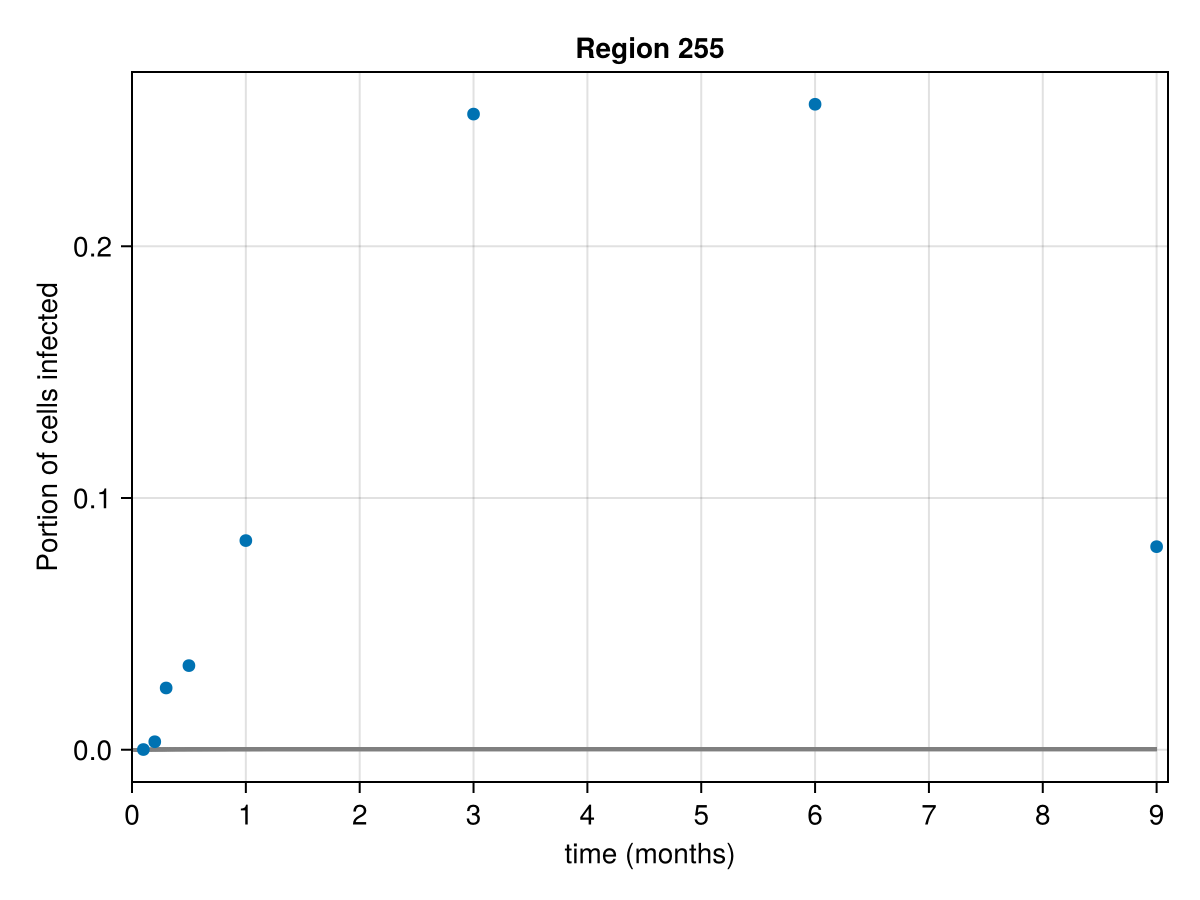 Region 255
Portion of cells infected
0.2
0.1
0.0
0 1 2 3 4 5 6 7 8 9
time (months)